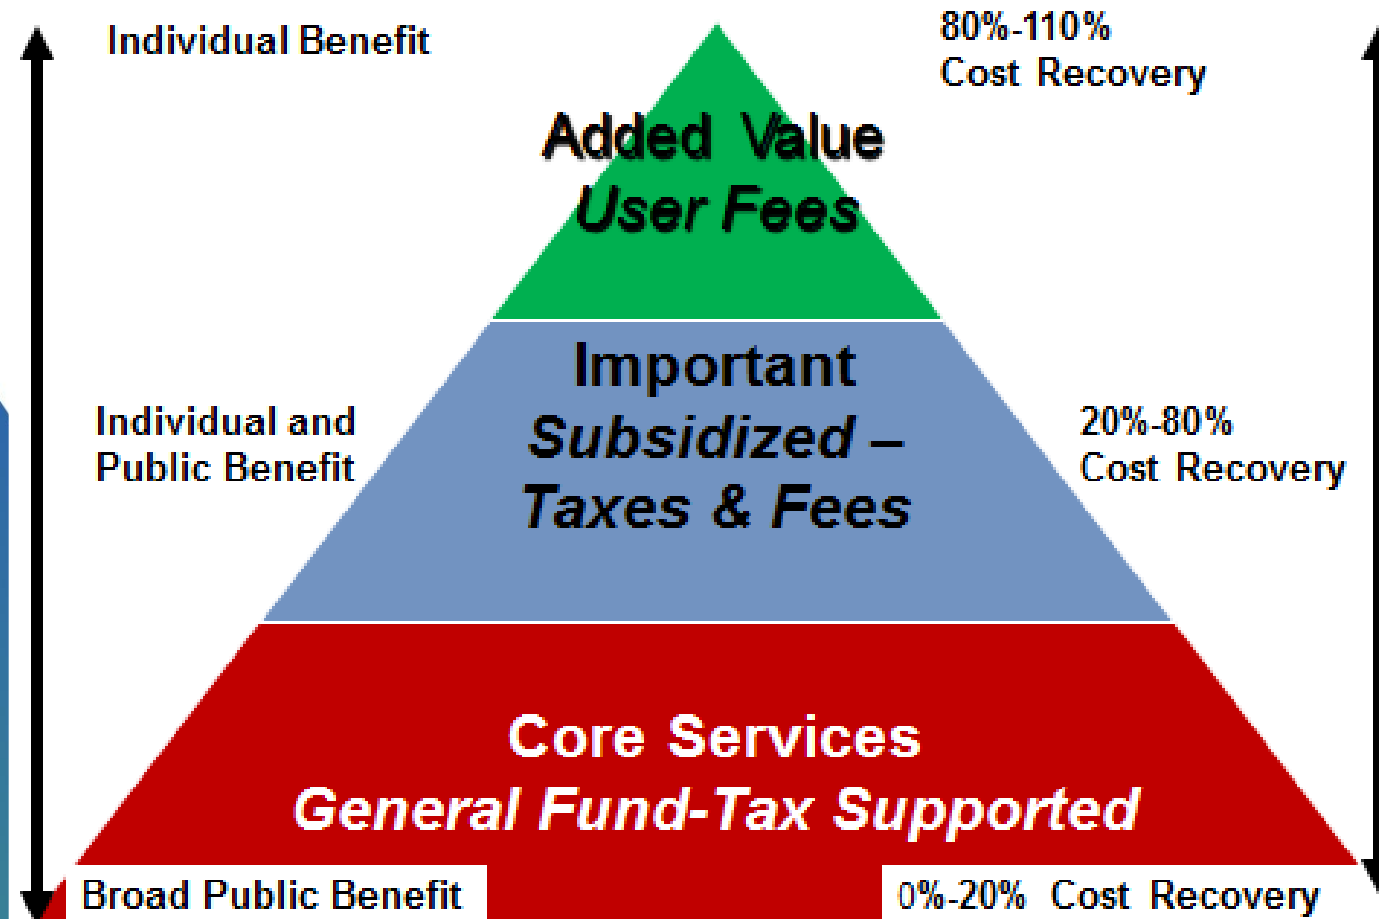 Individual Benefit
80%-110%
Cost Recovery
Added Value
User Fees
Important
Subsidized –
Taxes & Fees
Individual and
Public Benefit
20%-80%
Cost Recovery
Core Services
General Fund-Tax Supported
Broad Public Benefit
0%-20% Cost Recovery